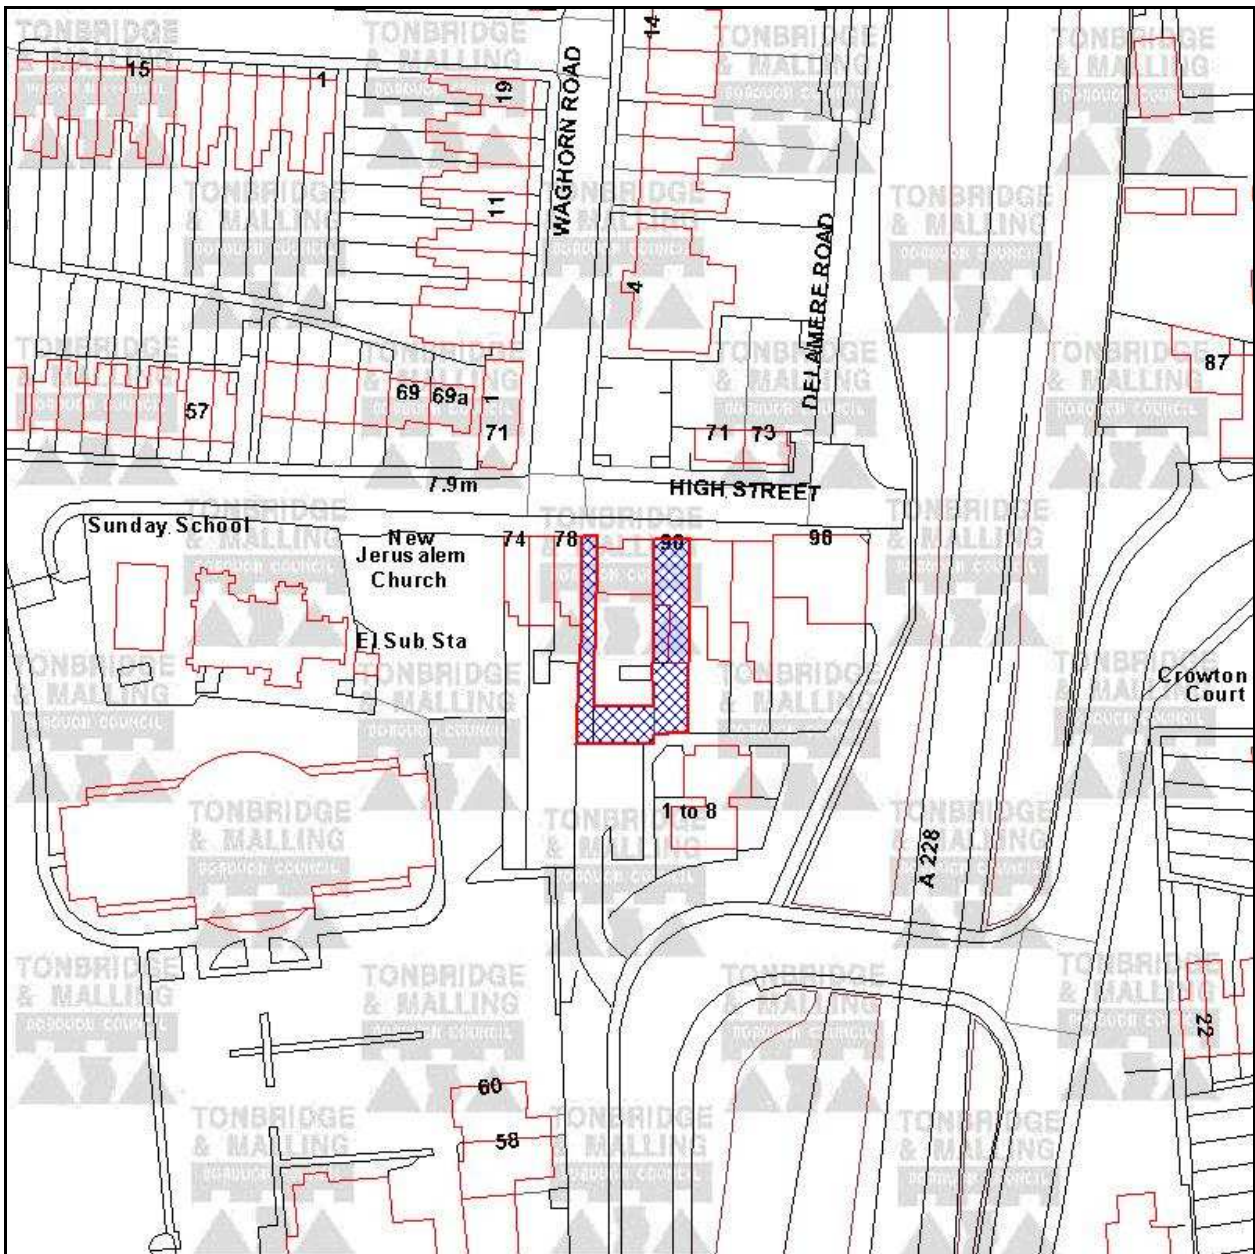 TONBRIDGE
& MALLING
BOROUGH COUNCIL
14
15
1
19
WAGHORN ROAD
11
4
DELAMERE ROAD
87
57
69
69a
1
71
71
73
7.9m
HIGH STREET
Sunday School
New
Jerusalem
Church
74
78
90
98
El Sub Sta
Crowton
Court
1 to 8
A 228
22
60
58